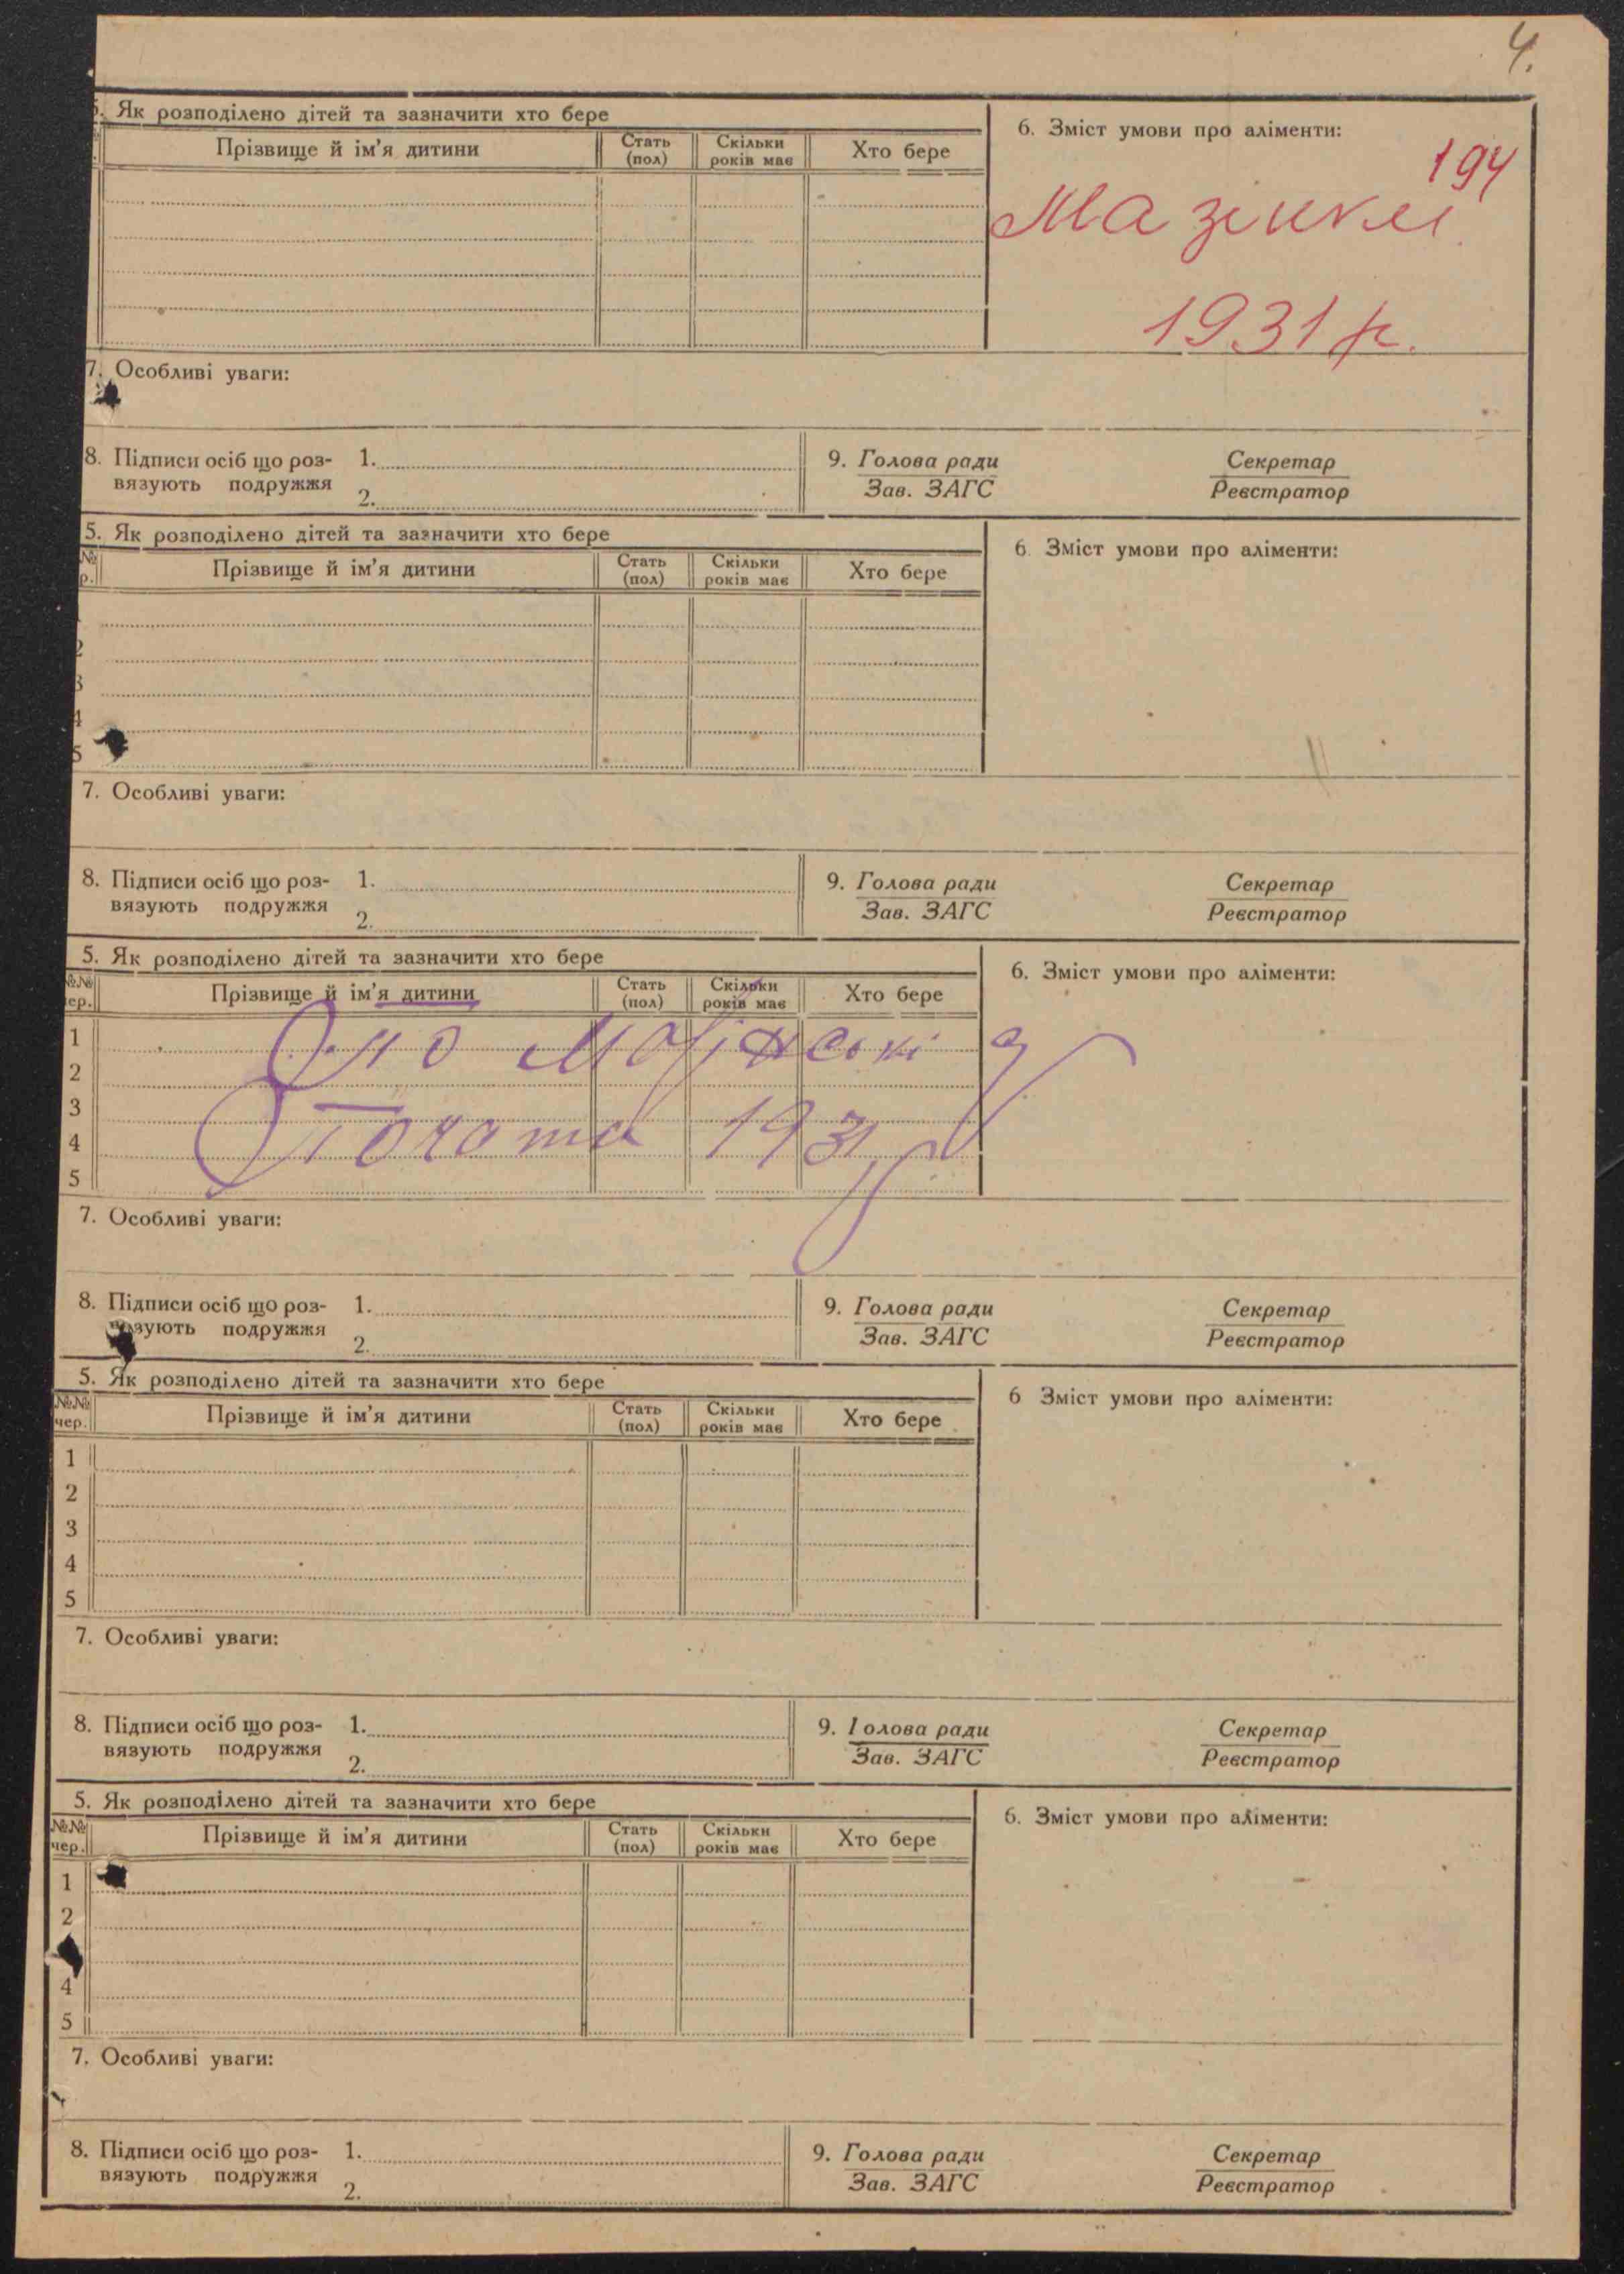 4.
5. Як розподілено дітей та зазначити хто бере
Прізвище й ім'я дитини
Стать (пол)
Скільки років має
Хто бере
6. Зміст умови про аліменти:
194
Мазінки
1931 р.
7. Особливі уваги:
8. Підписи осіб що роз-
вязують подружжя
1.
2.
9. Голова ради
Зав. ЗАГС
Секретар
Реєстратор
5. Як розподілено дітей та зазначити хто бере
№
р.
Прізвище й ім'я дитини
Стать (пол)
Скільки років має
Хто бере
6. Зміст умови про аліменти:
2
3
4
5
7. Особливі уваги:
8. Підписи осіб що роз-
вязують подружжя
1.
2.
9. Голова ради
Зав. ЗАГС
Секретар
Реєстратор
5. Як розподілено дітей та зазначити хто бере
№№
чер.
Прізвище й ім'я дитини
Стать (пол)
Скільки років має
Хто бере
6. Зміст умови про аліменти:
1
2
3
4
5
193
7. Особливі уваги:
8. Підписи осіб що роз-
вязують подружжя
1.
2.
9. Голова ради
Зав. ЗАГС
Секретар
Реєстратор
5. Як розподілено дітей та зазначити хто бере
№№
чер.
Прізвище й ім'я дитини
Стать (пол)
Скільки років має
Хто бере
6 Зміст умови про аліменти:
1
2
3
4
5
7. Особливі уваги:
8. Підписи осіб що роз-
вязують подружжя
1.
2.
9. Голова ради
Зав. ЗАГС
Секретар
Реєстратор
5. Як розподілено дітей та зазначити хто бере
№№
чер.
Прізвище й ім'я дитини
Стать (пол)
Скільки років має
Хто бере
6. Зміст умови про аліменти:
1
2
4
5
7. Особливі уваги:
8. Підписи осіб що роз-
вязують подружжя
1.
2.
9. Голова ради
Зав. ЗАГС
Секретар
Реєстратор